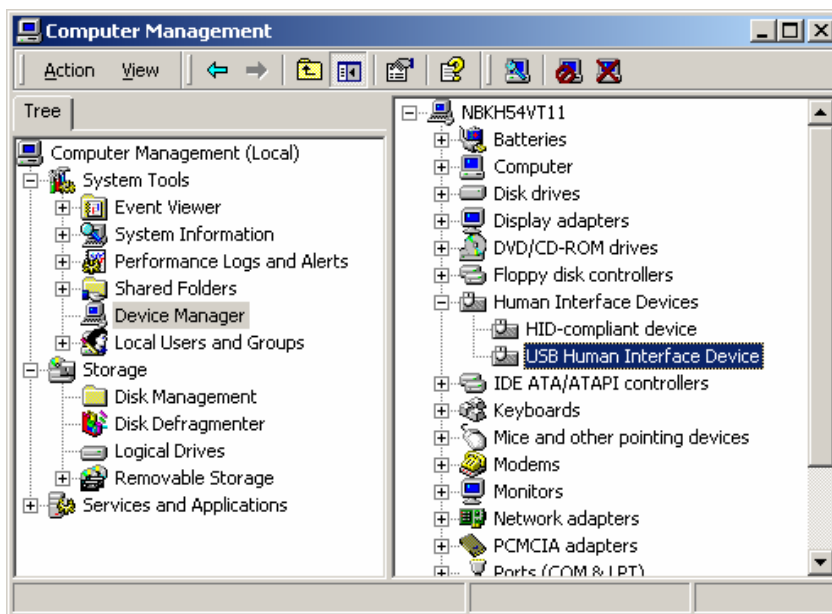 Computer Management
Action View
Tree
Computer Management (Local)
System Tools
Event Viewer
System Information
Performance Logs and Alerts
Shared Folders
Device Manager
Local Users and Groups
Storage
Disk Management
Disk Defragmenter
Logical Drives
Removable Storage
Services and Applications
NBKH54VT11
Batteries
Computer
Disk drives
Display adapters
DVD/CD-ROM drives
Floppy disk controllers
Human Interface Devices
HID-compliant device
USB Human Interface Device
IDE ATA/ATAPI controllers
Keyboards
Mice and other pointing devices
Modems
Monitors
Network adapters
PCMCIA adapters
Ports (COM & LPT)